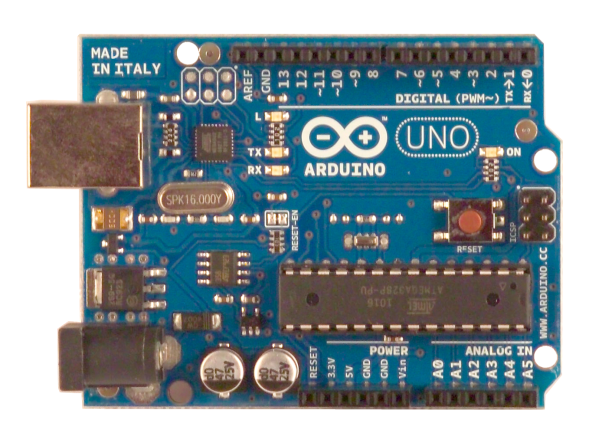 MADE
IN ITALY
AREF
GND
13
12
~11
~10
~9
8
7
~6
~5
4
~3
2
TX→1
RX←0
DIGITAL (PWM~)
L
TX
RX
ARDUINO
™
UNO
ON
SPK16.000Y
RESET-EN
RESET
ICSP
WWW.ARDUINO.CC
ATMEL
ATMEGA328P-PU
47
25V
47
25V
POWER
ANALOG IN
RESET
3.3V
5V
GND
GND
Vin
A0
A1
A2
A3
A4
A5